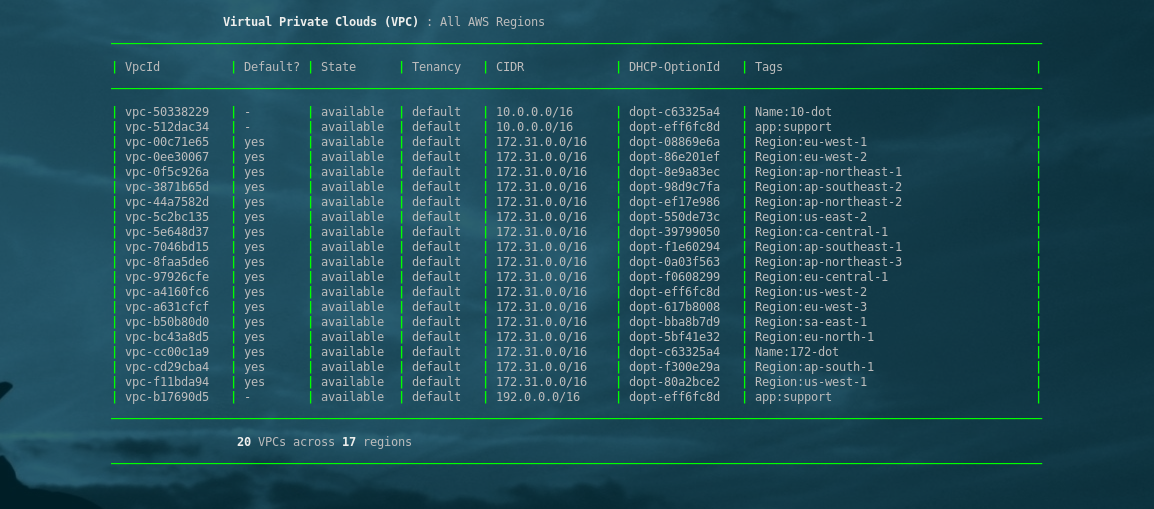 Virtual Private Clouds (VPC) : All AWS Regions
| VpcId | Default? | State | Tenancy | CIDR | DHCP-OptionId | Tags |
| vpc-50338229 | - | available | default | 10.0.0.0/16 | dopt-c63325a4 | Name:10-dot |
| vpc-512dac34 | - | available | default | 10.0.0.0/16 | dopt-eff6fc8d | app:support |
| vpc-00c71e65 | yes | available | default | 172.31.0.0/16 | dopt-08869e6a | Region:eu-west-1 |
| vpc-0ee30067 | yes | available | default | 172.31.0.0/16 | dopt-86e201ef | Region:eu-west-2 |
| vpc-0f5c926a | yes | available | default | 172.31.0.0/16 | dopt-8e9a83ec | Region:ap-northeast-1 |
| vpc-3871b65d | yes | available | default | 172.31.0.0/16 | dopt-98d9c7fa | Region:ap-southeast-2 |
| vpc-44a7582d | yes | available | default | 172.31.0.0/16 | dopt-ef17e986 | Region:ap-northeast-2 |
| vpc-5c2bc135 | yes | available | default | 172.31.0.0/16 | dopt-550de73c | Region:us-east-2 |
| vpc-5e648d37 | yes | available | default | 172.31.0.0/16 | dopt-39799050 | Region:ca-central-1 |
| vpc-7046bd15 | yes | available | default | 172.31.0.0/16 | dopt-f1e60294 | Region:ap-southeast-1 |
| vpc-8faa5de6 | yes | available | default | 172.31.0.0/16 | dopt-0a03f563 | Region:ap-northeast-3 |
| vpc-97926cfe | yes | available | default | 172.31.0.0/16 | dopt-f0608299 | Region:eu-central-1 |
| vpc-a4160fc6 | yes | available | default | 172.31.0.0/16 | dopt-eff6fc8d | Region:us-west-2 |
| vpc-a631cfcf | yes | available | default | 172.31.0.0/16 | dopt-617b8008 | Region:eu-west-3 |
| vpc-b50b80d0 | yes | available | default | 172.31.0.0/16 | dopt-bba8b7d9 | Region:sa-east-1 |
| vpc-bc43a8d5 | yes | available | default | 172.31.0.0/16 | dopt-5bf41e32 | Region:eu-north-1 |
| vpc-cc00c1a9 | yes | available | default | 172.31.0.0/16 | dopt-c63325a4 | Name:172-dot |
| vpc-cd29cba4 | yes | available | default | 172.31.0.0/16 | dopt-f300e29a | Region:ap-south-1 |
| vpc-f11bda94 | yes | available | default | 172.31.0.0/16 | dopt-80a2bce2 | Region:us-west-1 |
| vpc-b17690d5 | - | available | default | 192.0.0.0/16 | dopt-eff6fc8d | app:support |
20 VPCs across 17 regions